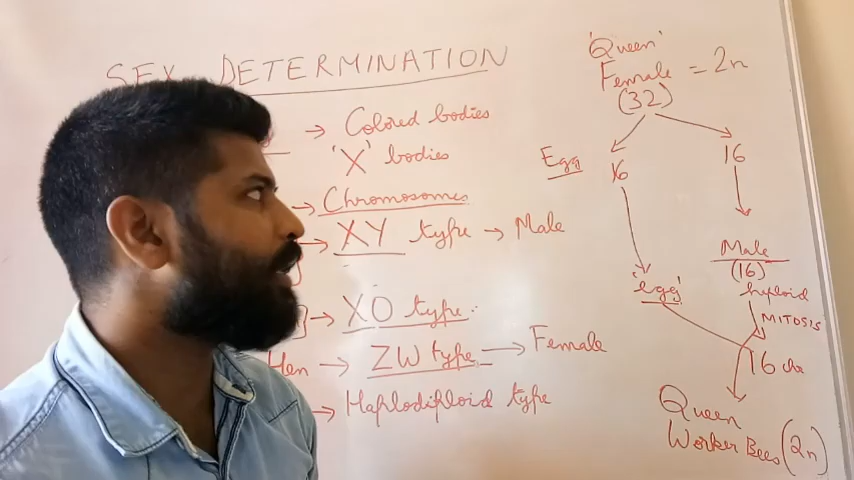 SEX DETERMINATION
→ Colored bodies
'X' bodies
→ Chromosomes
→ XY type → Male
→ XO type
Hen → ZW type → Female
→ Haplodiploid type
'Queen'
Female = 2n
(32)
Egg 16 16
Male
(16)
'egg' haploid
MITOSIS
16 chr
Queen
Worker Bees (2n)